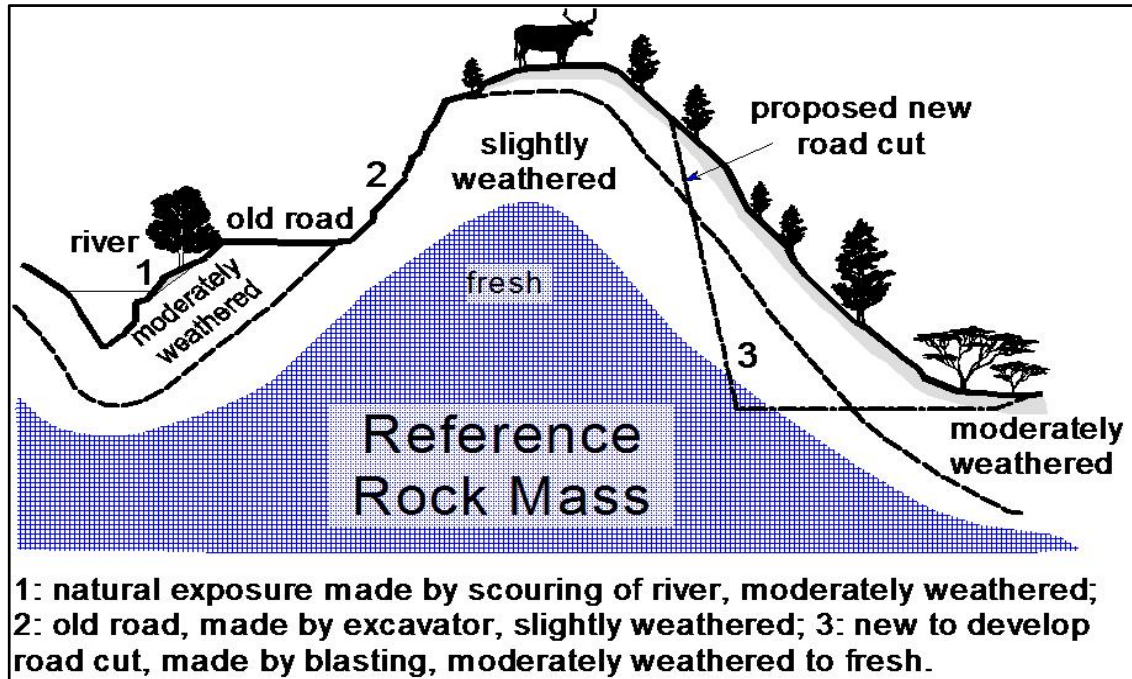 proposed new
road cut
slightly
weathered
2
old road
river
1
moderately
weathered
fresh
3
Reference
Rock Mass
moderately
weathered
1: natural exposure made by scouring of river, moderately weathered;
2: old road, made by excavator, slightly weathered; 3: new to develop
road cut, made by blasting, moderately weathered to fresh.